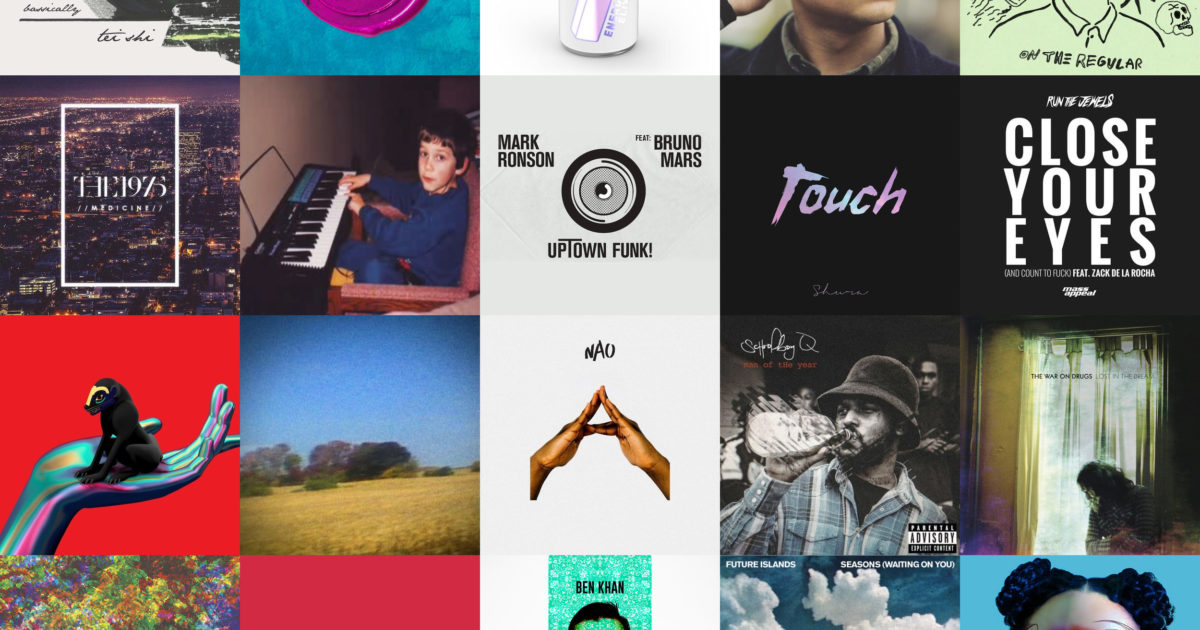 bassically
tei shi
ENERGY
ON THE REGULAR
THE 1975
//MEDICINE//
MARK
RONSON
FEAT: BRUNO
MARS
UPTOWN FUNK!
Touch
Shura
RUN THE JEWELS
CLOSE
YOUR
EYES
(AND COUNT TO FUCK) FEAT. ZACK DE LA ROCHA
mass
appeal
NAO
ScHoolboy Q
man of the year
PARENTAL
ADVISORY
EXPLICIT CONTENT
THE WAR ON DRUGS LOST IN THE DREAM
BEN KHAN
FUTURE ISLANDS
SEASONS (WAITING ON YOU)